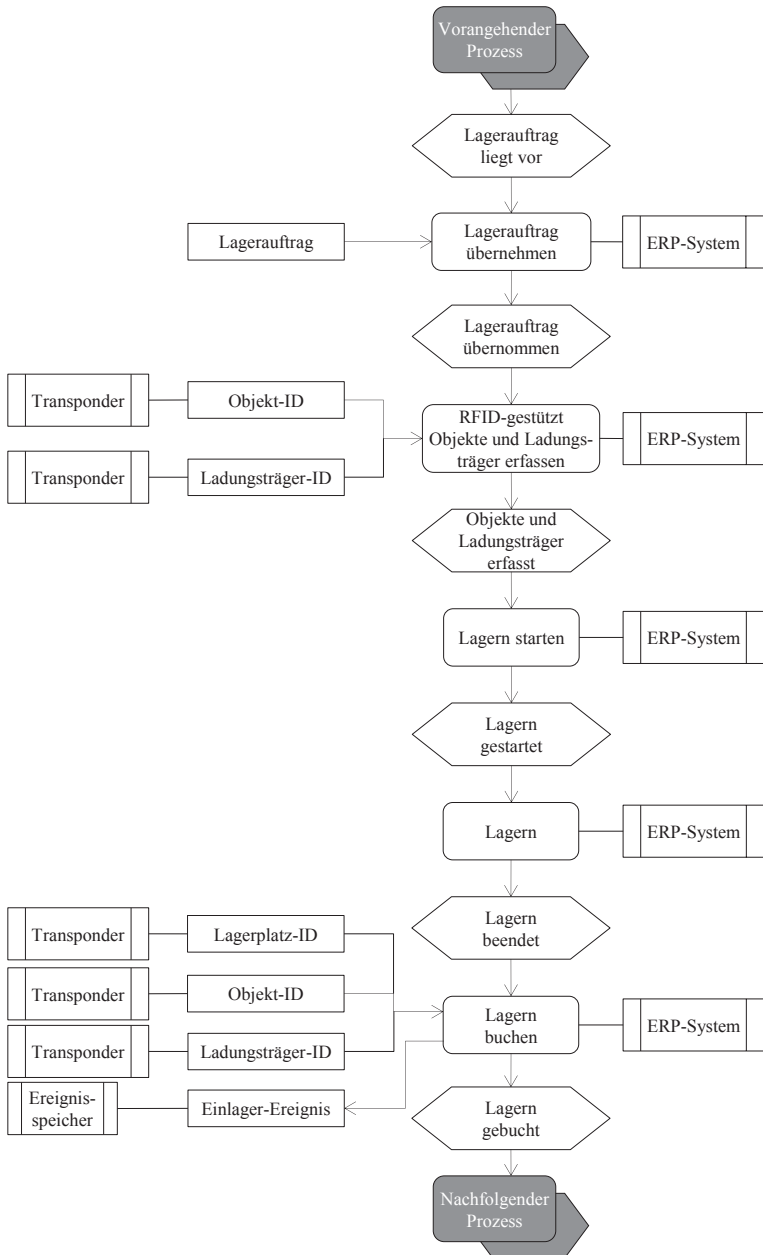 Vorangehender
Prozess
Lagerauftrag
liegt vor
Lagerauftrag
Lagerauftrag
übernehmen
ERP-System
Lagerauftrag
übernommen
Transponder
Objekt-ID
RFID-gestützt
Objekte und Ladungs-
träger erfassen
ERP-System
Transponder
Ladungsträger-ID
Objekte und
Ladungsträger
erfasst
Lagern starten
ERP-System
Lagern
gestartet
Lagern
ERP-System
Lagern
beendet
Transponder
Lagerplatz-ID
Transponder
Objekt-ID
Transponder
Ladungsträger-ID
Lagern
buchen
ERP-System
Ereignis-
speicher
Einlager-Ereignis
Lagern
gebucht
Nachfolgender
Prozess